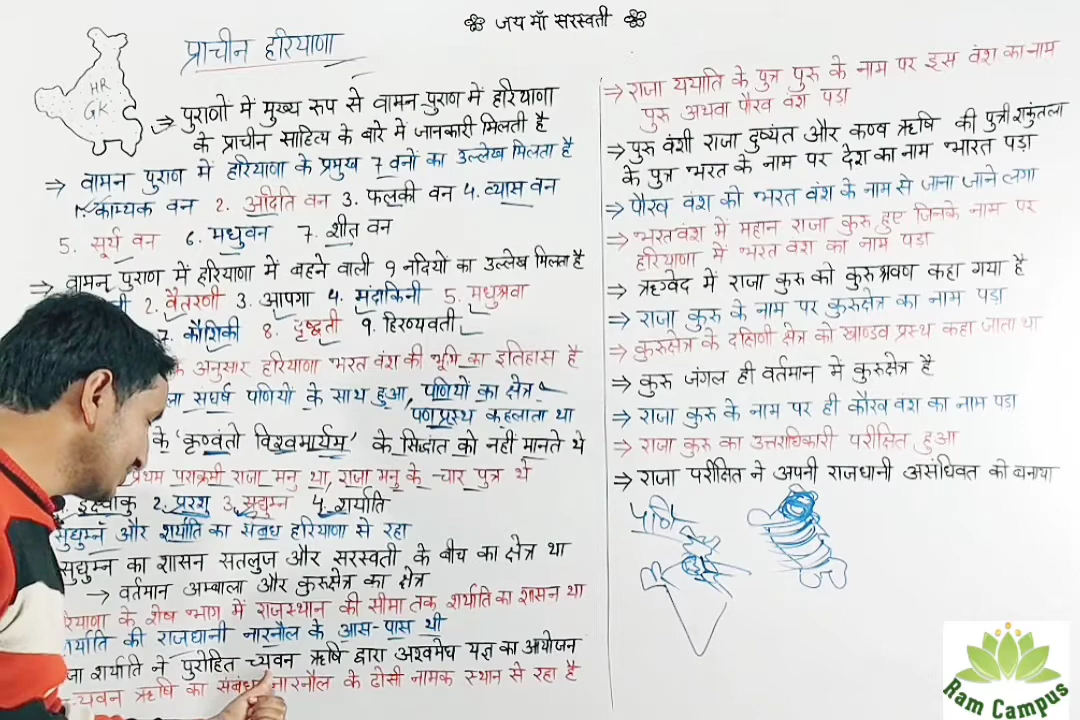 जय माँ सरस्वती
प्राचीन हरियाणा
HR
GK
⇒ पुराणो में मुख्य रूप से वामन पुराण में हरियाणा
के प्राचीन साहित्य के बारे में जानकारी मिलती है
⇒ वामन पुराण में हरियाणा के प्रमुख 7 वनों का उल्लेख मिलता है
1. काम्यक वन 2. अदिति वन 3. फलकी वन 4. व्यास वन
5. सूर्य वन 6. मधुवन 7. शीत वन
⇒ वामन पुराण में हरियाणा में बहने वाली 9 नदियो का उल्लेख मिलता है
2. वैतरणी 3. आपगा 4. मंदाकिनी 5. मधुश्रवा
7. कौशिकी 8. दृष्द्वती 9. हिरण्यवती
के अनुसार हरियाणा भरत वंश की भूमि का इतिहास है
संघर्ष पणियों के साथ हुआ, पणियों का क्षेत्र
पणप्रस्थ कहलाता था
के 'कृण्वंतो विश्वमार्यम्' के सिद्धांत को नही मानते थे
प्रथम पराक्रमी राजा मनु था, राजा मनु के चार पुत्र थे
1. इक्ष्वाकु 2. प्ररशु 3. सुद्युम्न 4. शर्याति
सुद्युम्न और शर्याति का संबध हरियाणा से रहा
सुद्युम्न का शासन सतलुज और सरस्वती के बीच का क्षेत्र था
→ वर्तमान अम्बाला और कुरुक्षेत्र का क्षेत्र
के शेष भाग में राजस्थान की सीमा तक शर्याति का शासन था
की राजधानी नारनौल के आस-पास थी
शर्याति ने पुरोहित च्यवन ऋषि द्वारा अश्वमेघ यज्ञ का आयोजन
च्यवन ऋषि का संबंध नारनौल के ढोसी नामक स्थान से रहा है
⇒ राजा ययाति के पुत्र पुरु के नाम पर इस वंश का नाम
पुरु अथवा पौरव वंश पड़ा
⇒ पुरु वंशी राजा दुष्यंत और कण्व ऋषि की पुत्री शकुंतला
के पुत्र भरत के नाम पर देश का नाम भारत पड़ा
⇒ पौरव वंश को भरत वंश के नाम से जाना जाने लगा
⇒ भरतवंश में महान राजा कुरु हुए जिनके नाम पर
हरियाणा में भरत वंश का नाम पड़ा
⇒ ऋग्वेद में राजा कुरु को कुरुश्रवण कहा गया है
⇒ राजा कुरु के नाम पर कुरुक्षेत्र का नाम पड़ा
⇒ कुरुक्षेत्र के दक्षिणी क्षेत्र को खाण्डव प्रस्थ कहा जाता था
⇒ कुरु जंगल ही वर्तमान में कुरुक्षेत्र है
⇒ राजा कुरु के नाम पर ही कौरव वंश का नाम पड़ा
⇒ राजा कुरु का उत्तराधिकारी परीक्षित हुआ
⇒ राजा परीक्षित ने अपनी राजधानी असंधिवत को बनाया
पणि
Ram Campus